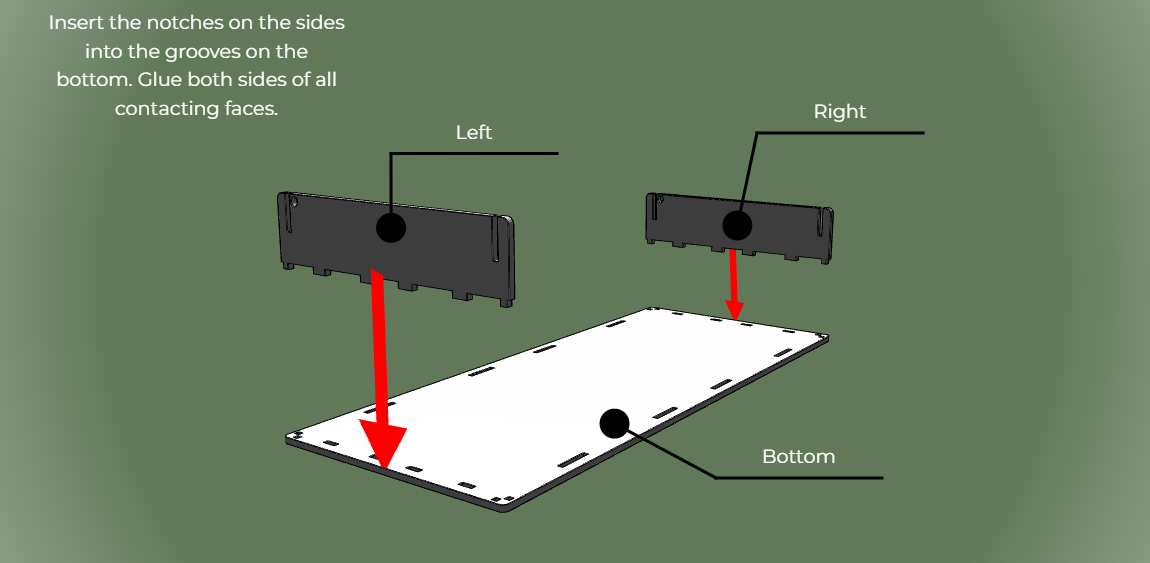 Insert the notches on the sides
into the grooves on the
bottom. Glue both sides of all
contacting faces.
Right
Left
Bottom